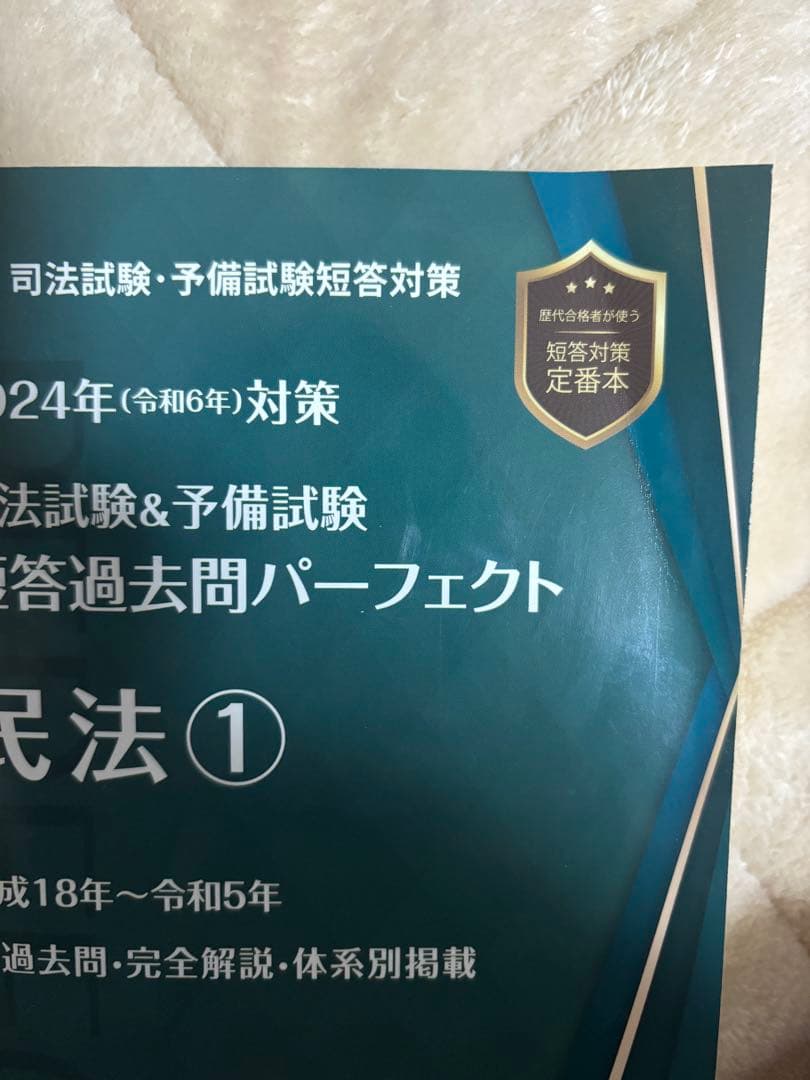 司法試験・予備試験短答対策
歴代合格者が使う
短答対策
定番本
024年(令和6年)対策
法試験&予備試験
短答過去問パーフェクト
民法①
成18年~令和5年
過去問・完全解説・体系別掲載